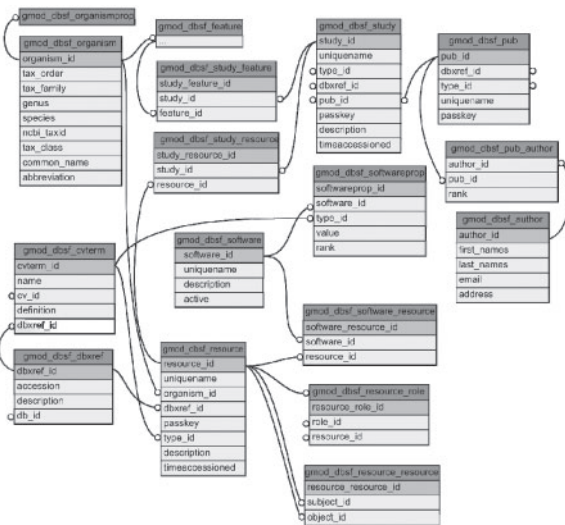 gmod_dbsf_organismprop
gmod_dbsf_organism
organism_id
tax_order
tax_family
genus
species
ncbi_taxid
tax_class
common_name
abbreviation
gmod_dbsf_feature
...
gmod_dbsf_study_feature
study_feature_id
study_id
feature_id
gmod_dbsf_study_resource
study_resource_id
study_id
resource_id
gmod_dbsf_study
study_id
uniquename
type_id
dbxref_id
pub_id
passkey
description
timeaccessioned
gmod_dbsf_pub
pub_id
dbxref_id
type_id
uniquename
passkey
gmod_dbsf_pub_author
author_id
pub_id
rank
gmod_dbsf_author
author_id
first_names
last_names
email
address
gmod_dbsf_softwareprop
softwareprop_id
software_id
type_id
value
rank
gmod_dbsf_software
software_id
uniquename
description
active
gmod_dbsf_cvterm
cvterm_id
name
cv_id
definition
dbxref_id
gmod_dbsf_dbxref
dbxref_id
accession
description
db_id
gmod_dbsf_resource
resource_id
uniquename
organism_id
dbxref_id
passkey
type_id
description
timeaccessioned
gmod_dbsf_software_resource
software_resource_id
software_id
resource_id
gmod_dbsf_resource_role
resource_role_id
role_id
resource_id
gmod_dbsf_resource_resource
resource_resource_id
subject_id
object_id